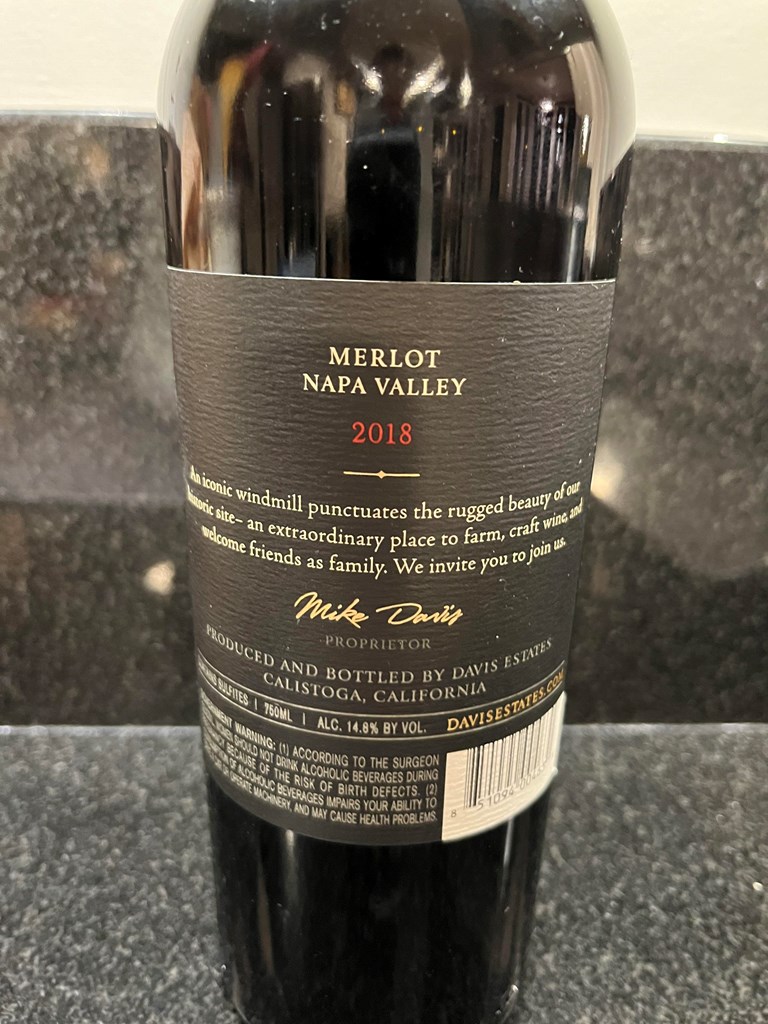 MERLOT
NAPA VALLEY
2018
An iconic windmill punctuates the rugged beauty of our
historic site– an extraordinary place to farm, craft wine, and
welcome friends as family. We invite you to join us.
Mike Davis
PROPRIETOR
PRODUCED AND BOTTLED BY DAVIS ESTATES
CALISTOGA, CALIFORNIA
SULFITES | 750ML | ALC. 14.8% BY VOL. DAVISESTATES.COM
WARNING: (1) ACCORDING TO THE SURGEON
WOMEN SHOULD NOT DRINK ALCOHOLIC BEVERAGES DURING
BECAUSE OF THE RISK OF BIRTH DEFECTS. (2)
OF ALCOHOLIC BEVERAGES IMPAIRS YOUR ABILITY TO
OPERATE MACHINERY, AND MAY CAUSE HEALTH PROBLEMS.
8 51094